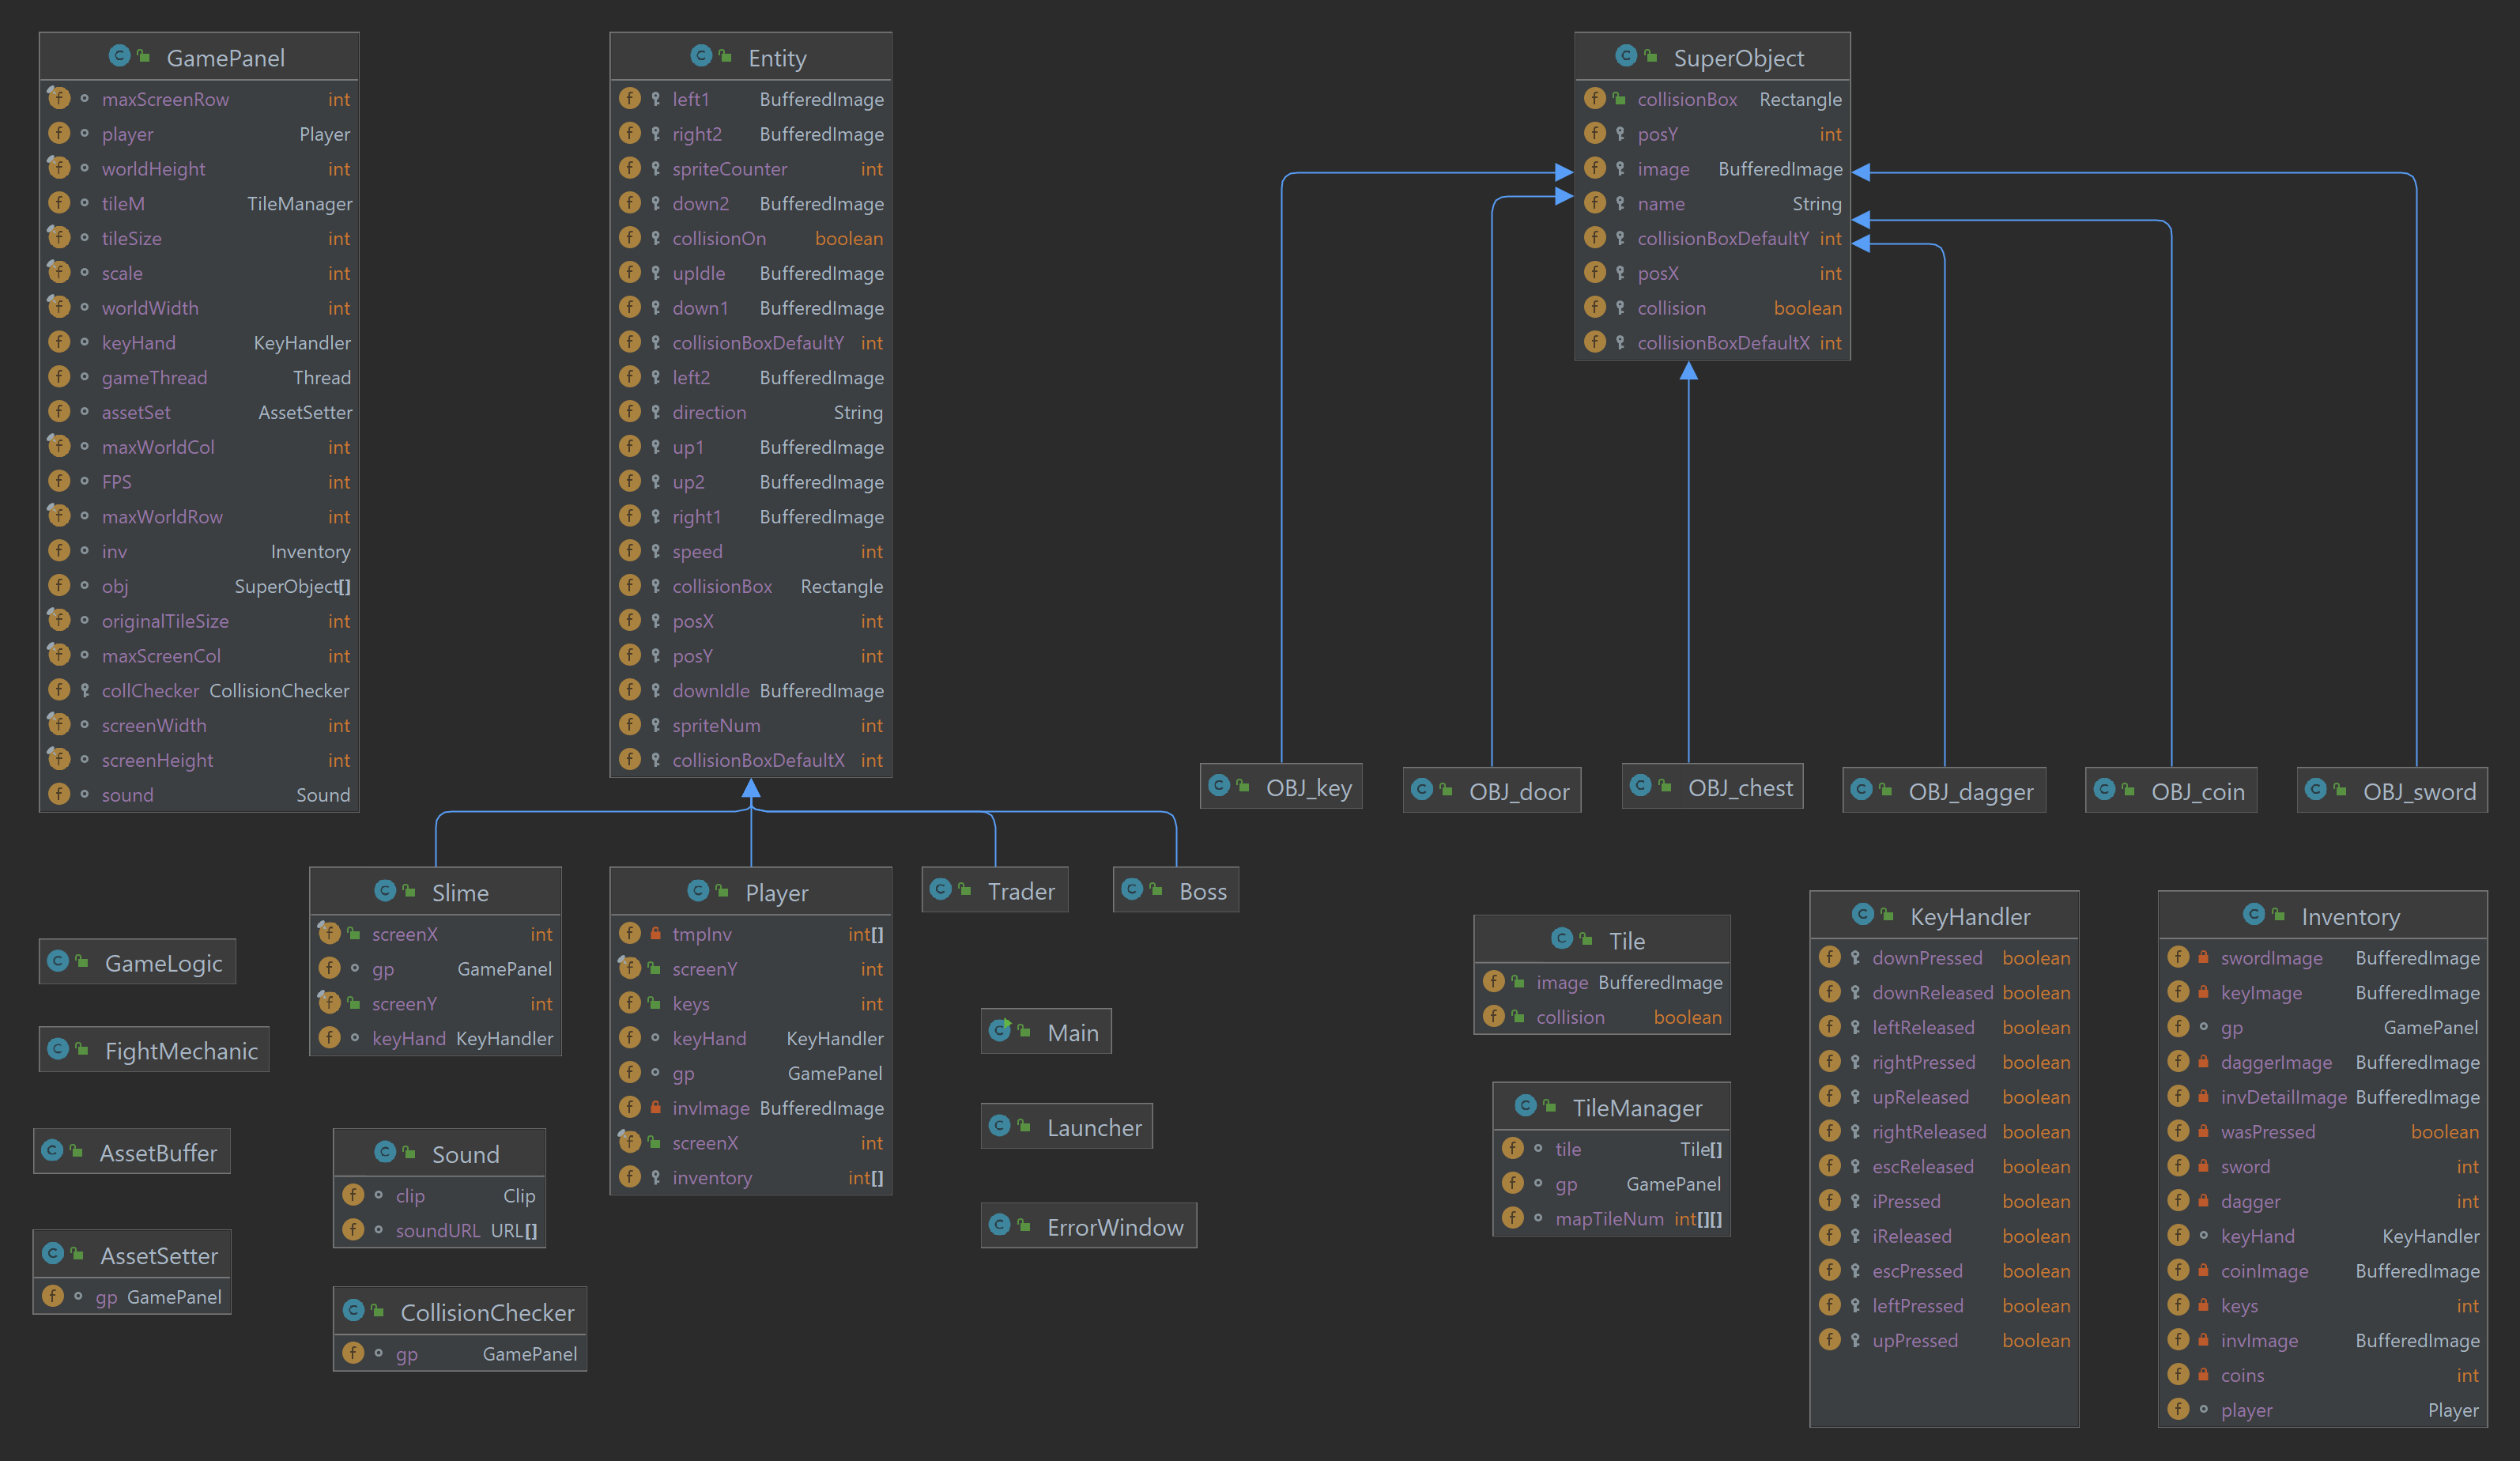 GamePanel
maxScreenRow int
player Player
worldHeight int
tileM TileManager
tileSize int
scale int
worldWidth int
keyHand KeyHandler
gameThread Thread
assetSet AssetSetter
maxWorldCol int
FPS int
maxWorldRow int
inv Inventory
obj SuperObject[]
originalTileSize int
maxScreenCol int
collChecker CollisionChecker
screenWidth int
screenHeight int
sound Sound
Entity
left1 BufferedImage
right2 BufferedImage
spriteCounter int
down2 BufferedImage
collisionOn boolean
upIdle BufferedImage
down1 BufferedImage
collisionBoxDefaultY int
left2 BufferedImage
direction String
up1 BufferedImage
up2 BufferedImage
right1 BufferedImage
speed int
collisionBox Rectangle
posX int
posY int
downIdle BufferedImage
spriteNum int
collisionBoxDefaultX int
SuperObject
collisionBox Rectangle
posY int
image BufferedImage
name String
collisionBoxDefaultY int
posX int
collision boolean
collisionBoxDefaultX int
OBJ_key
OBJ_door
OBJ_chest
OBJ_dagger
OBJ_coin
OBJ_sword
Slime
screenX int
gp GamePanel
screenY int
keyHand KeyHandler
Player
tmpInv int[]
screenY int
keys int
keyHand KeyHandler
gp GamePanel
invImage BufferedImage
screenX int
inventory int[]
Trader
Boss
GameLogic
FightMechanic
AssetBuffer
AssetSetter
gp GamePanel
Sound
clip Clip
soundURL URL[]
CollisionChecker
gp GamePanel
Main
Launcher
ErrorWindow
Tile
image BufferedImage
collision boolean
TileManager
tile Tile[]
gp GamePanel
mapTileNum int[][]
KeyHandler
downPressed boolean
downReleased boolean
leftReleased boolean
rightPressed boolean
upReleased boolean
rightReleased boolean
escReleased boolean
iPressed boolean
iReleased boolean
escPressed boolean
leftPressed boolean
upPressed boolean
Inventory
swordImage BufferedImage
keyImage BufferedImage
gp GamePanel
daggerImage BufferedImage
invDetailImage BufferedImage
wasPressed boolean
sword int
dagger int
keyHand KeyHandler
coinImage BufferedImage
keys int
invImage BufferedImage
coins int
player Player